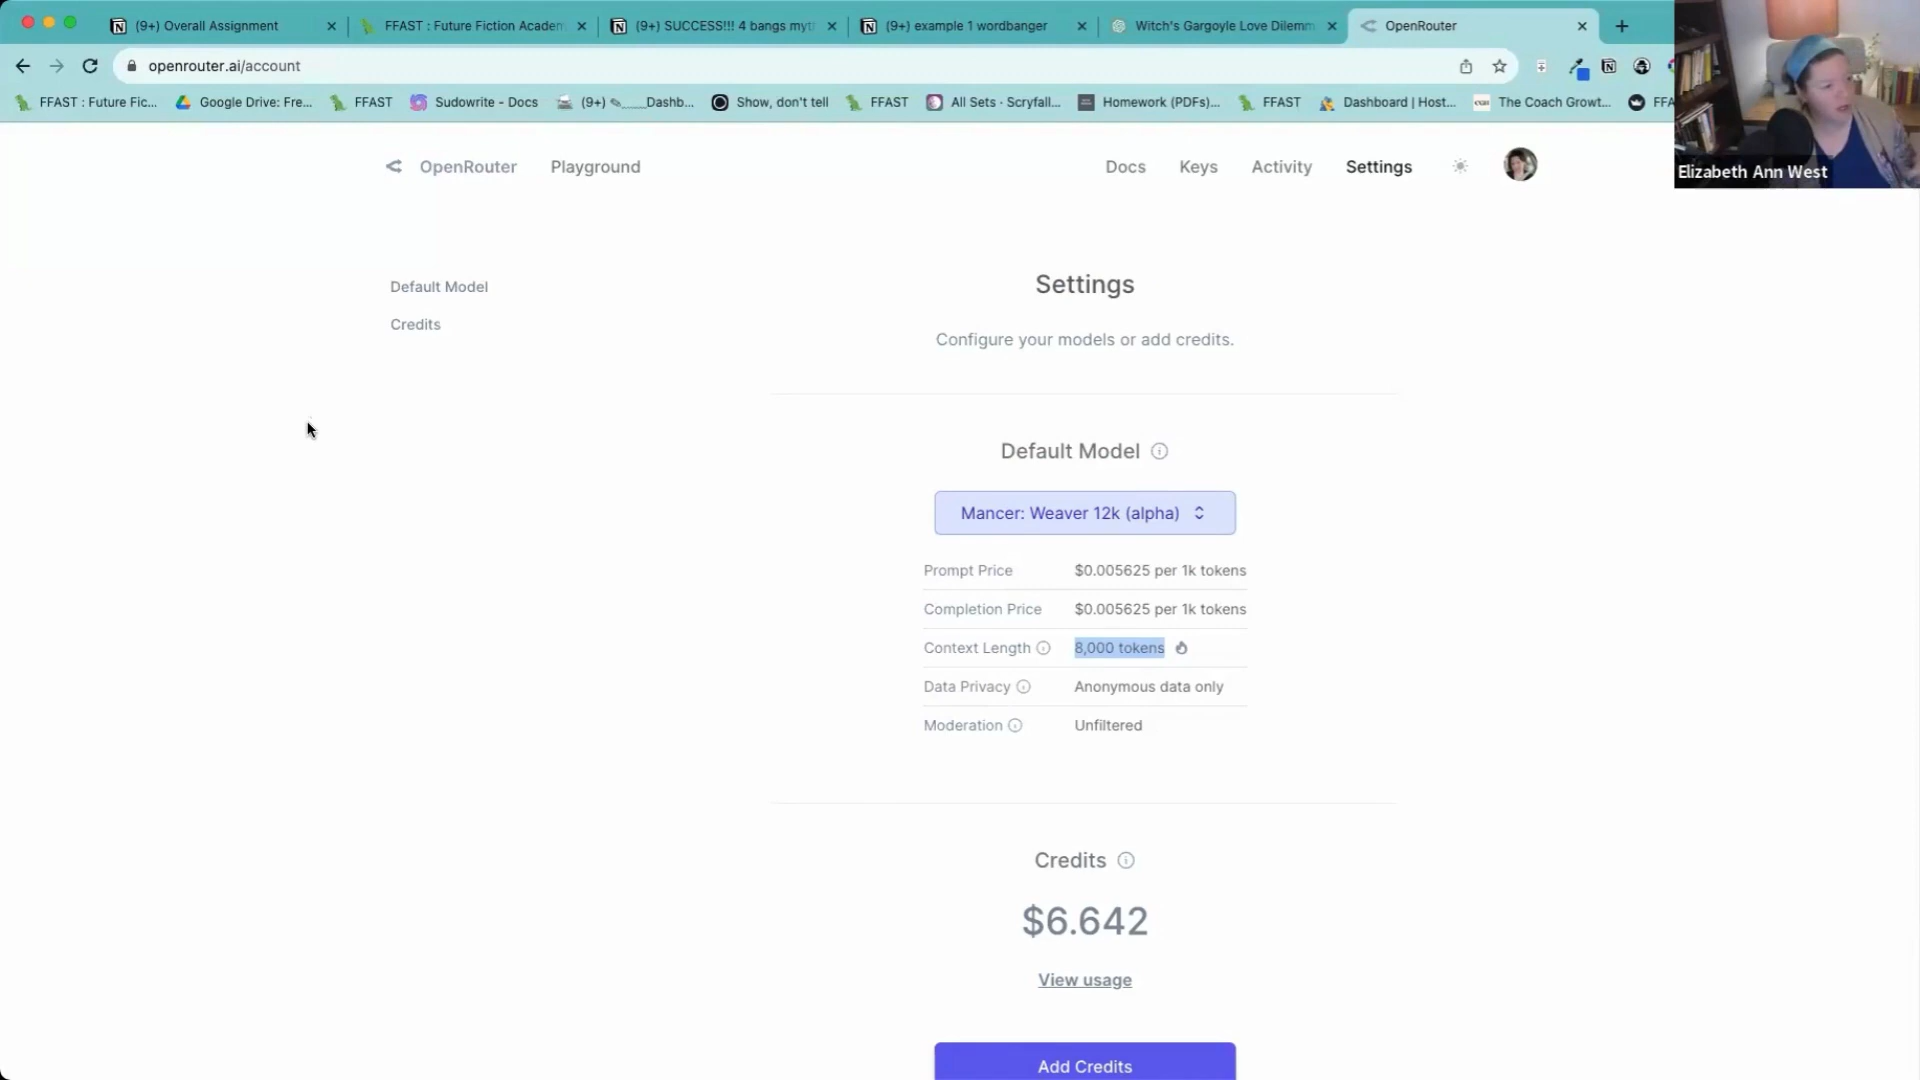 (9+) Overall Assignment
FFAST : Future Fiction Academ
(9+) SUCCESS!!! 4 bangs myt
(9+) example 1 wordbanger
Witch's Gargoyle Love Dilemm
OpenRouter
openrouter.ai/account
FFAST : Future Fic...
Google Drive: Fre...
FFAST
Sudowrite - Docs
(9+) ✎____Dashb...
Show, don't tell
FFAST
All Sets · Scryfall...
Homework (PDFs)...
FFAST
Dashboard | Host...
The Coach Growt...
FFA
Elizabeth Ann West
OpenRouter
Playground
Docs
Keys
Activity
Settings
Default Model
Credits
Settings
Configure your models or add credits.
Default Model
Mancer: Weaver 12k (alpha)
Prompt Price $0.005625 per 1k tokens
Completion Price $0.005625 per 1k tokens
Context Length 8,000 tokens
Data Privacy Anonymous data only
Moderation Unfiltered
Credits
$6.642
View usage
Add Credits